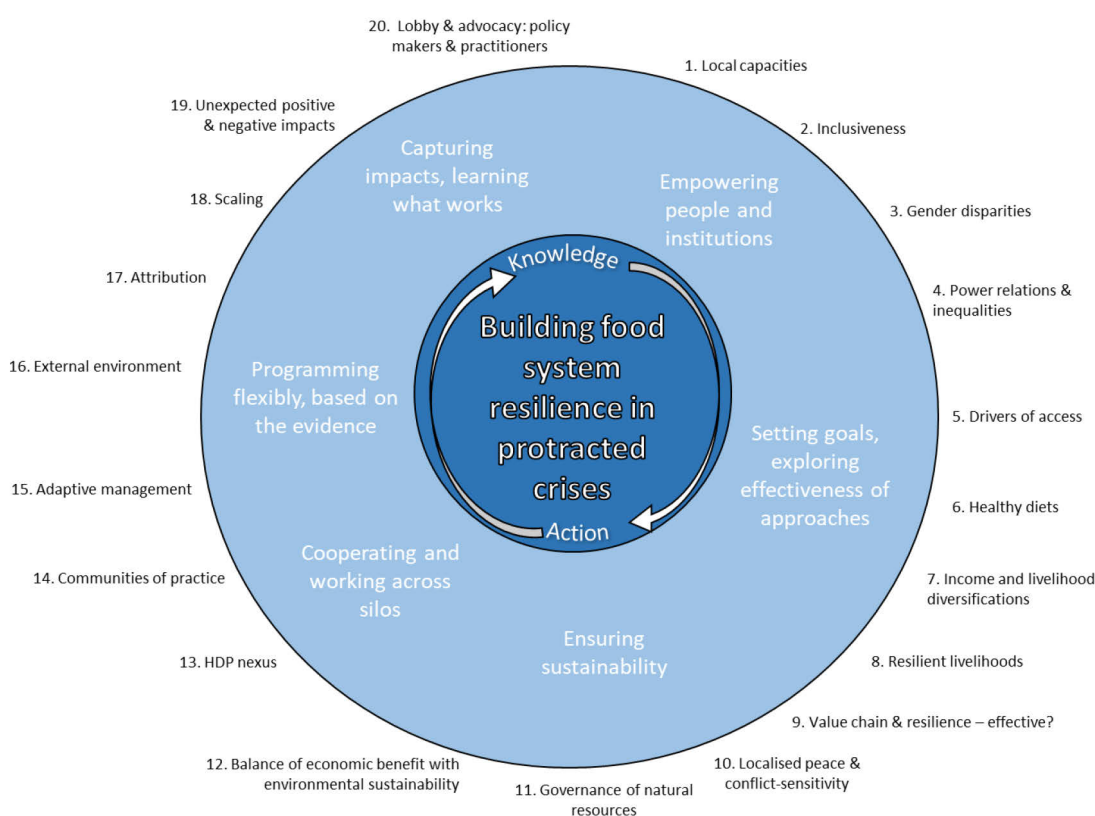 20. Lobby & advocacy: policy
makers & practitioners
1. Local capacities
2. Inclusiveness
3. Gender disparities
4. Power relations &
inequalities
5. Drivers of access
6. Healthy diets
7. Income and livelihood
diversifications
8. Resilient livelihoods
9. Value chain & resilience – effective?
10. Localised peace &
conflict-sensitivity
11. Governance of natural
resources
12. Balance of economic benefit with
environmental sustainability
13. HDP nexus
14. Communities of practice
15. Adaptive management
16. External environment
17. Attribution
18. Scaling
19. Unexpected positive
& negative impacts
Capturing
impacts, learning
what works
Empowering
people and
institutions
Setting goals,
exploring
effectiveness of
approaches
Ensuring
sustainability
Cooperating and
working across
silos
Programming
flexibly, based on
the evidence
Knowledge
Building food
system
resilience in
protracted
crises
Action